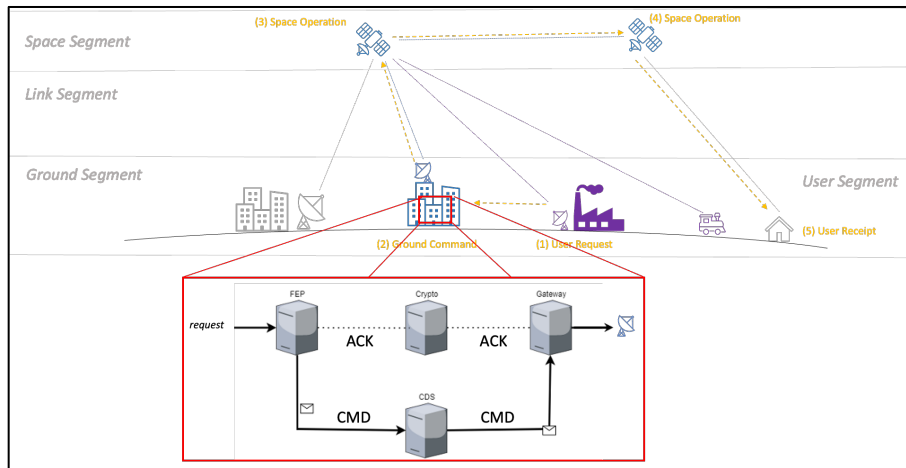 (3) Space Operation
(4) Space Operation
Space Segment
Link Segment
Ground Segment
User Segment
(2) Ground Command
(1) User Request
(5) User Receipt
FEP
Crypto
Gateway
request
ACK
ACK
CDS
CMD
CMD